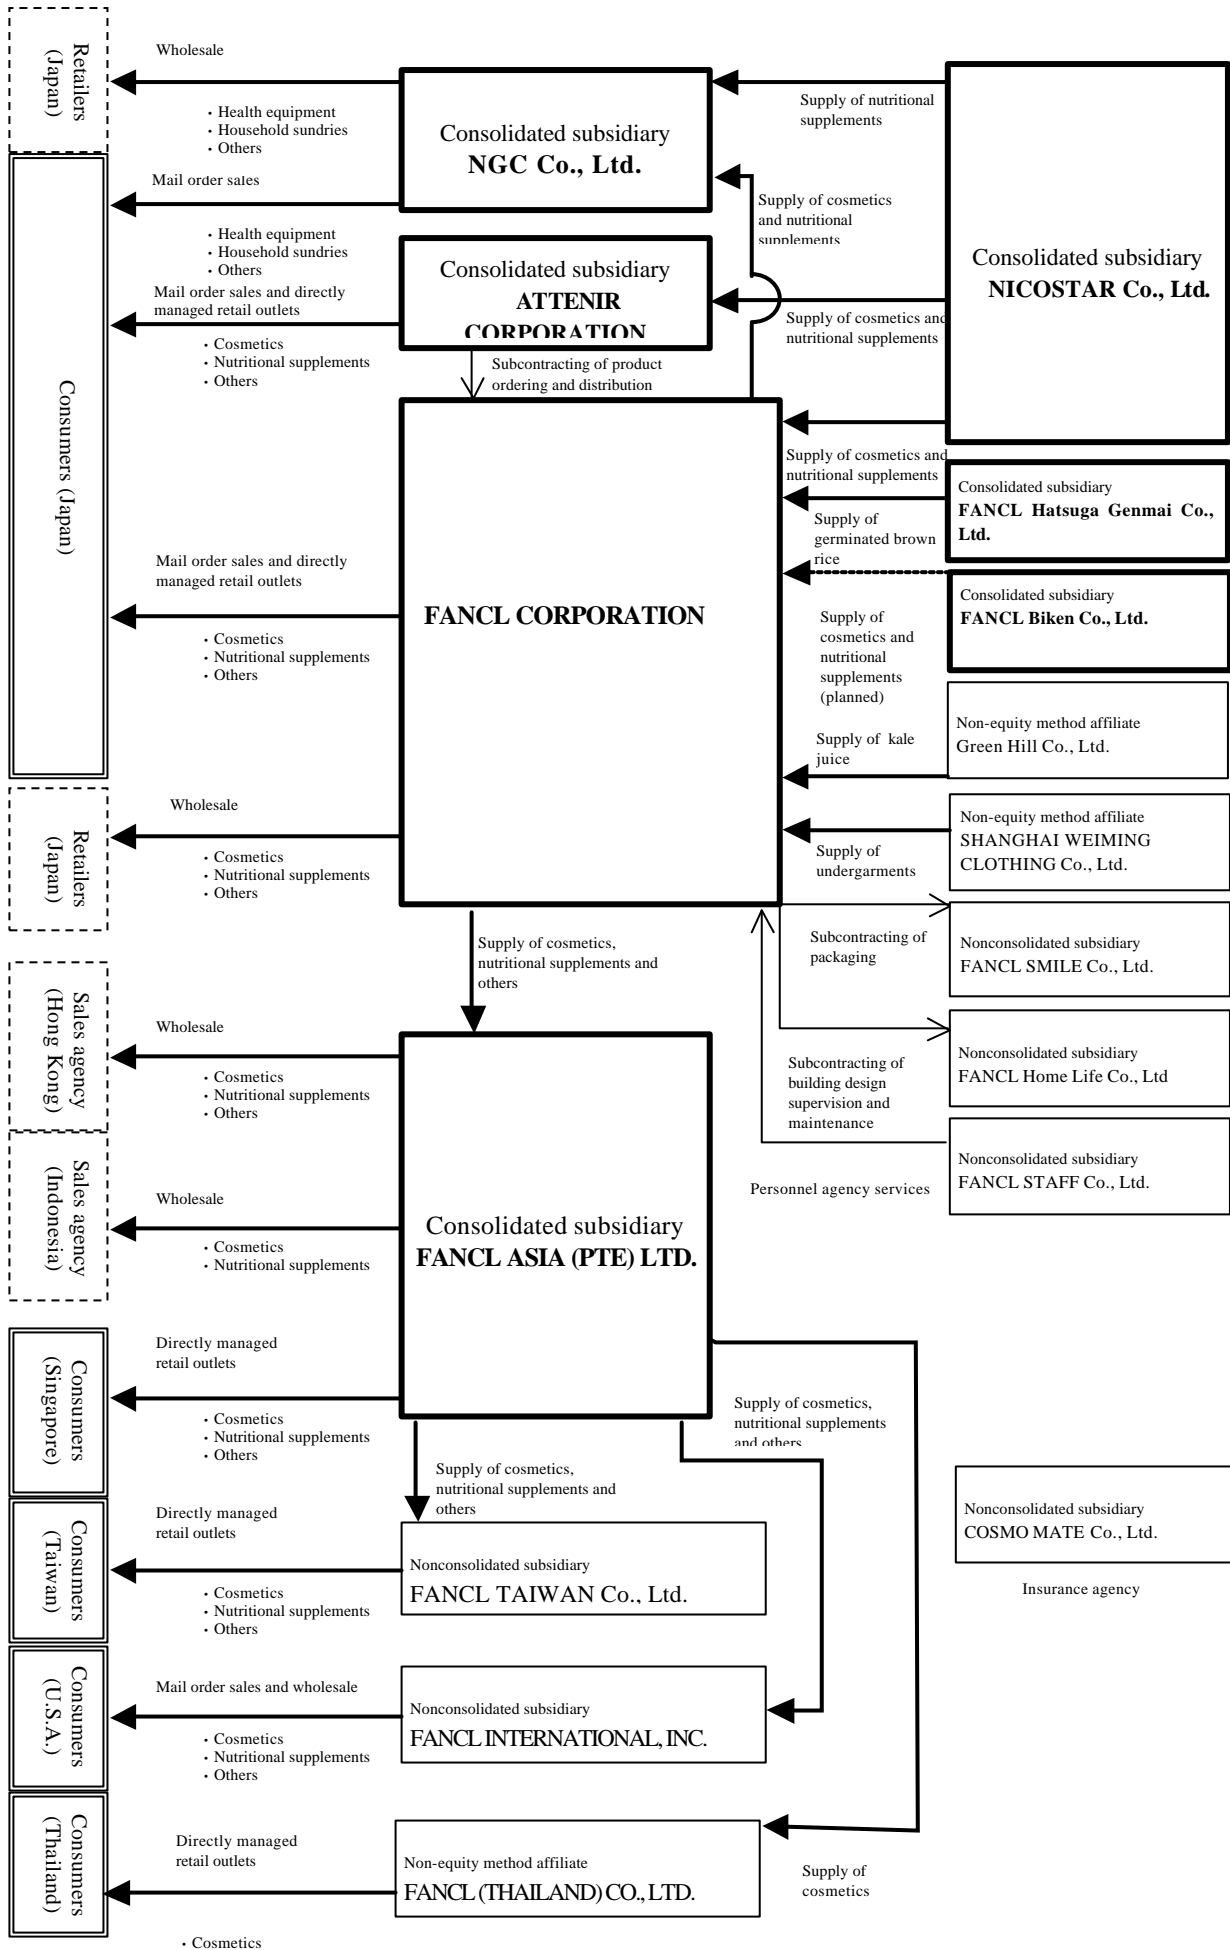 Retailers
(Japan)
Wholesale
• Health equipment
• Household sundries
• Others
Consolidated subsidiary
NGC Co., Ltd.
Supply of nutritional
supplements
Consolidated subsidiary
NICOSTAR Co., Ltd.
Consumers (Japan)
Mail order sales
• Health equipment
• Household sundries
• Others
Supply of cosmetics
and nutritional
supplements
Consolidated subsidiary
ATTENIR
CORPORATION
Mail order sales and directly
managed retail outlets
• Cosmetics
• Nutritional supplements
• Others
Supply of cosmetics and
nutritional supplements
Subcontracting of product
ordering and distribution
Supply of cosmetics and
nutritional supplements
Consolidated subsidiary
FANCL Hatsuga Genmai Co.,
Ltd.
Supply of
germinated brown
rice
Mail order sales and directly
managed retail outlets
• Cosmetics
• Nutritional supplements
• Others
FANCL CORPORATION
Consolidated subsidiary
FANCL Biken Co., Ltd.
Supply of
cosmetics and
nutritional
supplements
(planned)
Non-equity method affiliate
Green Hill Co., Ltd.
Supply of kale
juice
Retailers
(Japan)
Wholesale
• Cosmetics
• Nutritional supplements
• Others
Non-equity method affiliate
SHANGHAI WEIMING
CLOTHING Co., Ltd.
Supply of
undergarments
Supply of cosmetics,
nutritional supplements and
others
Subcontracting of
packaging
Nonconsolidated subsidiary
FANCL SMILE Co., Ltd.
Sales agency
(Hong Kong)
Wholesale
• Cosmetics
• Nutritional supplements
• Others
Subcontracting of
building design
supervision and
maintenance
Nonconsolidated subsidiary
FANCL Home Life Co., Ltd
Sales agency
(Indonesia)
Wholesale
• Cosmetics
• Nutritional supplements
Consolidated subsidiary
FANCL ASIA (PTE) LTD.
Personnel agency services
Nonconsolidated subsidiary
FANCL STAFF Co., Ltd.
Consumers
(Singapore)
Directly managed
retail outlets
• Cosmetics
• Nutritional supplements
• Others
Supply of cosmetics,
nutritional supplements
and others
Supply of cosmetics,
nutritional supplements and
others
Consumers
(Taiwan)
Directly managed
retail outlets
• Cosmetics
• Nutritional supplements
• Others
Nonconsolidated subsidiary
FANCL TAIWAN Co., Ltd.
Nonconsolidated subsidiary
COSMO MATE Co., Ltd.
Insurance agency
Consumers
(U.S.A.)
Mail order sales and wholesale
• Cosmetics
• Nutritional supplements
• Others
Nonconsolidated subsidiary
FANCL INTERNATIONAL, INC.
Consumers
(Thailand)
Directly managed
retail outlets
• Cosmetics
Non-equity method affiliate
FANCL (THAILAND) CO., LTD.
Supply of
cosmetics